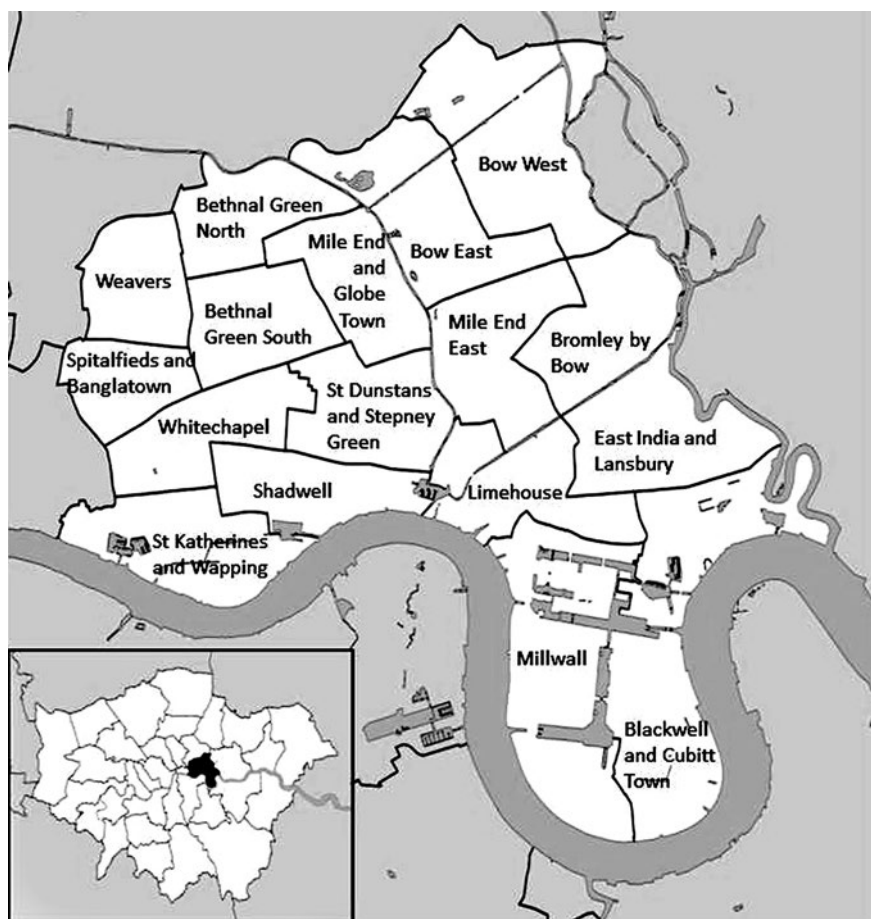 Bow West
Bethnal Green
North
Mile End
and
Globe
Town
Bow East
Weavers
Bethnal
Green South
Mile End
East
Bromley by
Bow
Spitalfieds and
Banglatown
St Dunstans
and Stepney
Green
Whitechapel
East India and
Lansbury
Shadwell
Limehouse
St Katherines
and Wapping
Millwall
Blackwell
and Cubitt
Town